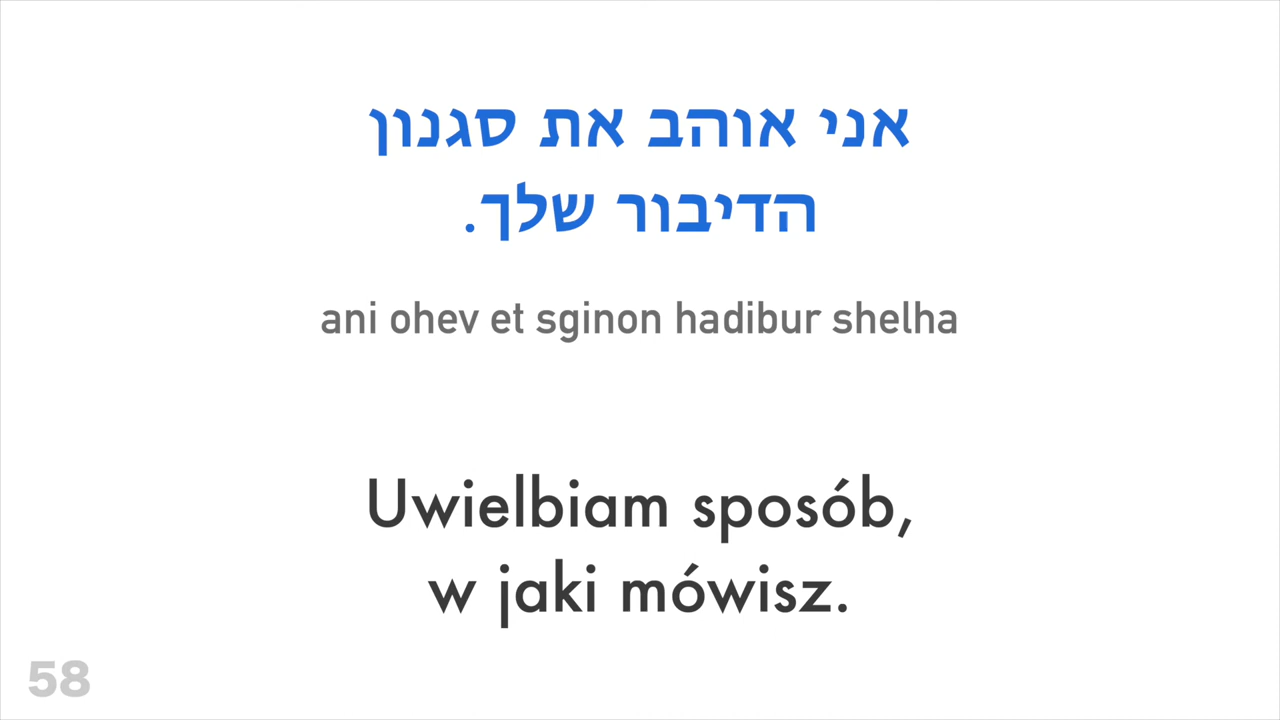 אני אוהב את סגנון
הדיבור שלך.
ani ohev et sginon hadibur shelha
Uwielbiam sposób,
w jaki mówisz.
58